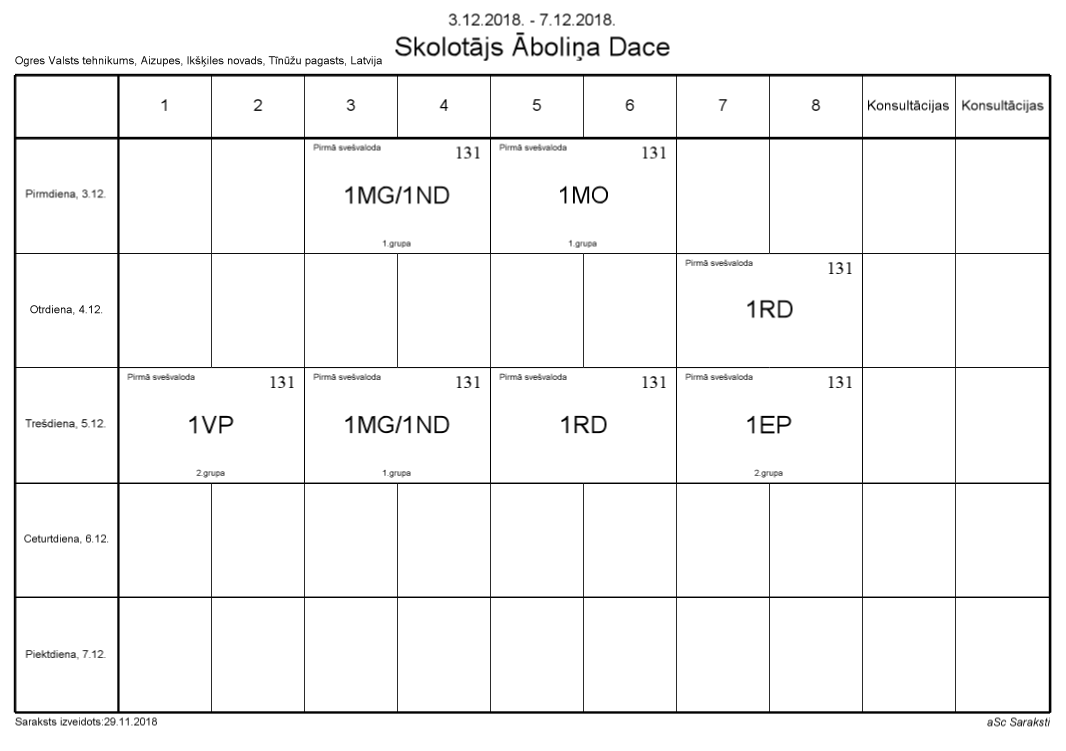 3.12.2018. - 7.12.2018.
Skolotājs Āboliņa Dace
Ogres Valsts tehnikums, Aizupes, Ikšķiles novads, Tīnūžu pagasts, Latvija
1 2 3 4 5 6 7 8 Konsultācijas Konsultācijas
Pirmdiena, 3.12.
Pirmā svešvaloda 131
1MG/1ND
1.grupa
Pirmā svešvaloda 131
1MO
1.grupa
Otrdiena, 4.12.
Pirmā svešvaloda 131
1RD
Trešdiena, 5.12.
Pirmā svešvaloda 131
1VP
2.grupa
Pirmā svešvaloda 131
1MG/1ND
1.grupa
Pirmā svešvaloda 131
1RD
Pirmā svešvaloda 131
1EP
2.grupa
Ceturtdiena, 6.12.
Piektdiena, 7.12.
Saraksts izveidots:29.11.2018
aSc Saraksti